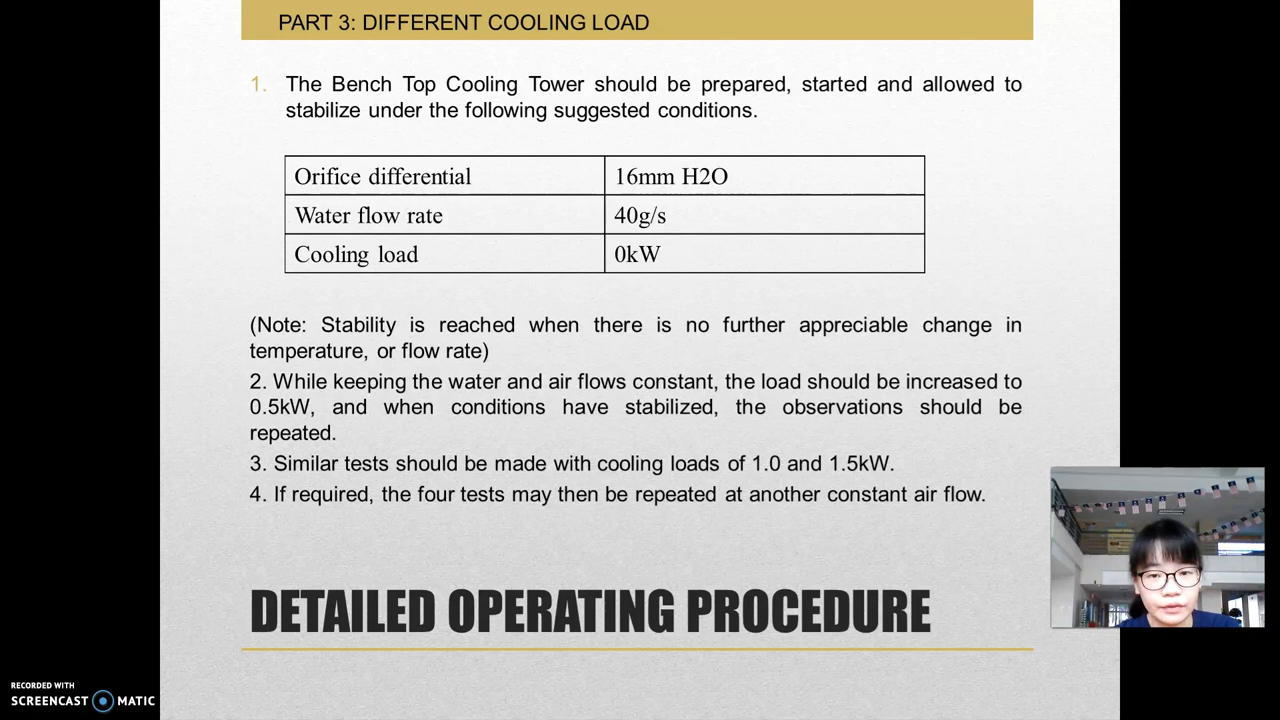 PART 3: DIFFERENT COOLING LOAD
1. The Bench Top Cooling Tower should be prepared, started and allowed to
stabilize under the following suggested conditions.
Orifice differential 16mm H2O
Water flow rate 40g/s
Cooling load 0kW
(Note: Stability is reached when there is no further appreciable change in
temperature, or flow rate)
2. While keeping the water and air flows constant, the load should be increased to
0.5kW, and when conditions have stabilized, the observations should be
repeated.
3. Similar tests should be made with cooling loads of 1.0 and 1.5kW.
4. If required, the four tests may then be repeated at another constant air flow.
DETAILED OPERATING PROCEDURE
RECORDED WITH
SCREENCAST MATIC